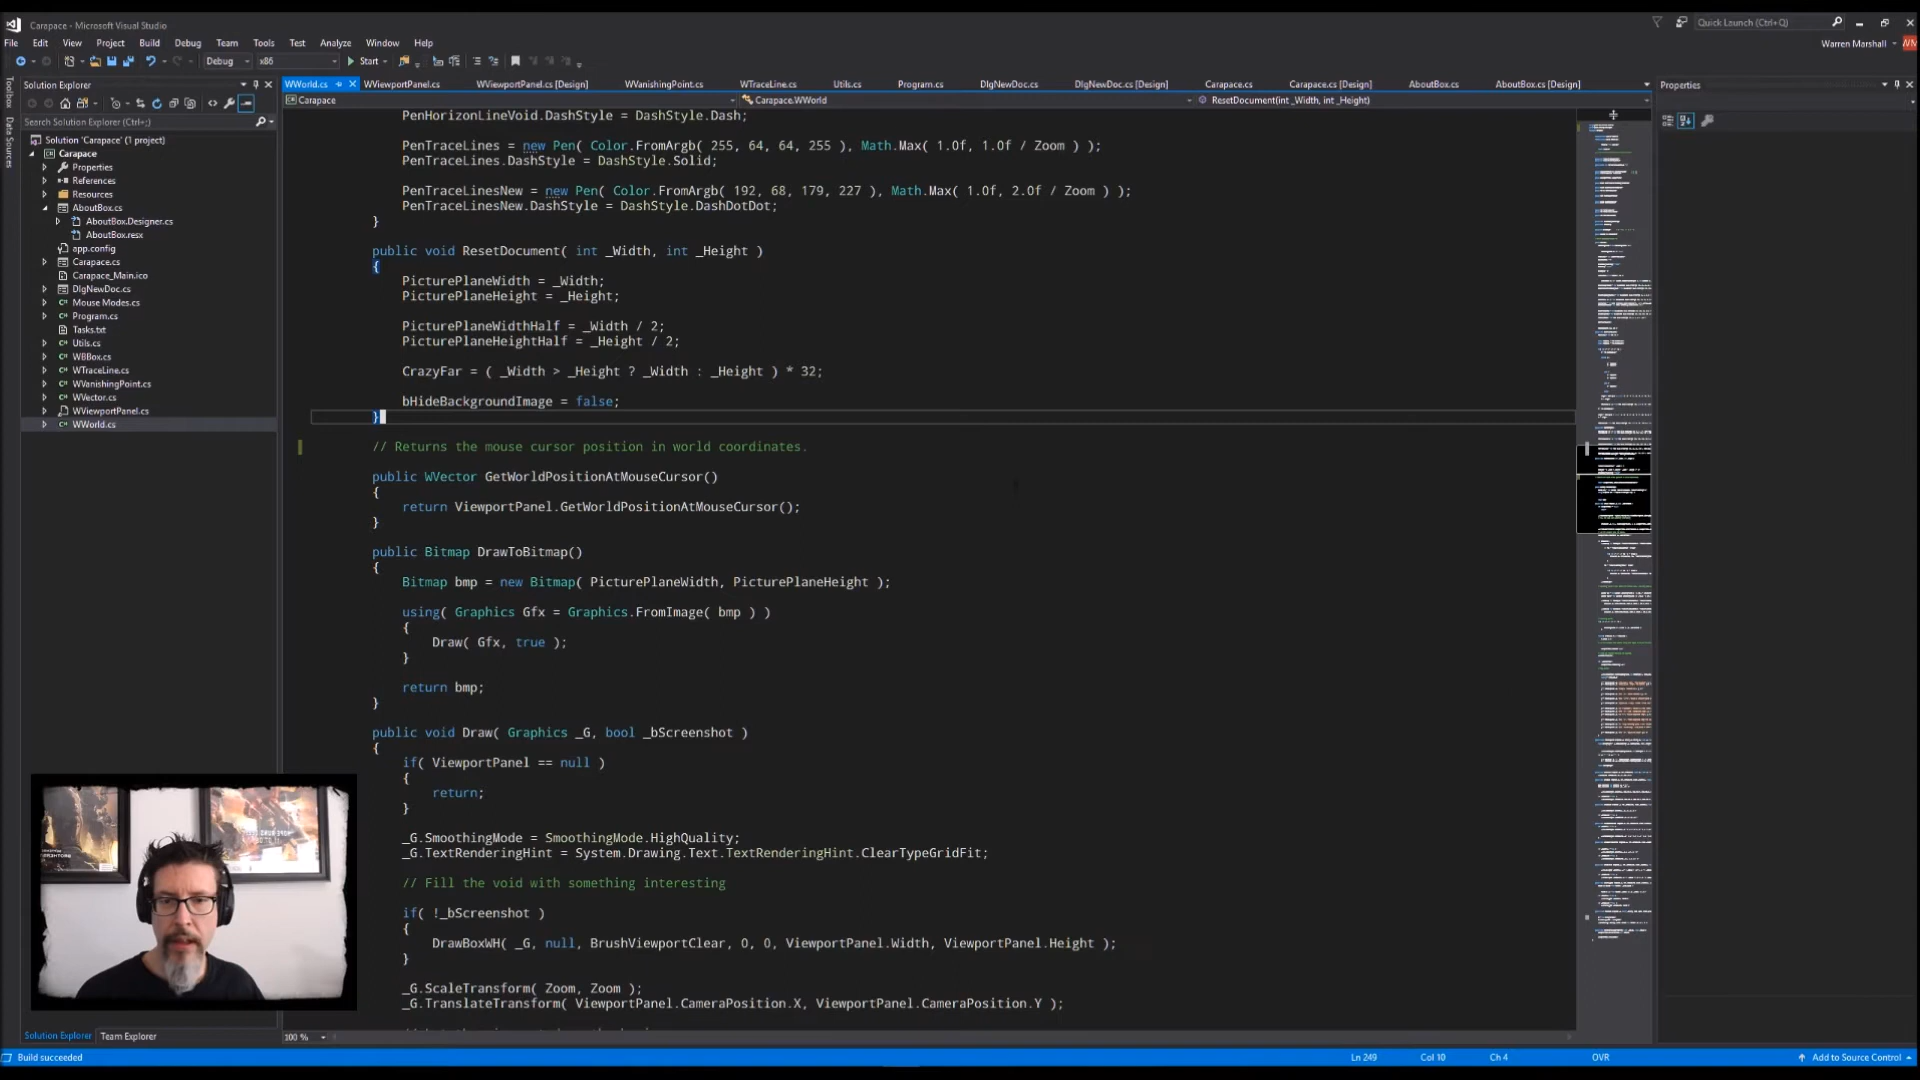 Carapace - Microsoft Visual Studio
Quick Launch (Ctrl+Q)
File Edit View Project Build Debug Team Tools Test Analyze Window Help
Warren Marshall
Debug x86 Start
Toolbox
Data Sources
Solution Explorer
Search Solution Explorer (Ctrl+;)
Solution 'Carapace' (1 project)
Carapace
Properties
References
Resources
AboutBox.cs
AboutBox.Designer.cs
AboutBox.resx
app.config
Carapace.cs
Carapace_Main.ico
DlgNewDoc.cs
Mouse Modes.cs
Program.cs
Tasks.txt
Utils.cs
WBBox.cs
WTraceLine.cs
WVanishingPoint.cs
WVector.cs
WViewportPanel.cs
WWorld.cs
Solution Explorer Team Explorer
WWorld.cs WViewportPanel.cs WViewportPanel.cs [Design] WVanishingPoint.cs WTraceLine.cs Utils.cs Program.cs DlgNewDoc.cs DlgNewDoc.cs [Design] Carapace.cs Carapace.cs [Design] AboutBox.cs AboutBox.cs [Design]
Carapace Carapace.WWorld ResetDocument(int _Width, int _Height)
PenHorizonLineVoid.DashStyle = DashStyle.Dash;
PenTraceLines = new Pen( Color.FromArgb( 255, 64, 64, 255 ), Math.Max( 1.0f, 1.0f / Zoom ) );
PenTraceLines.DashStyle = DashStyle.Solid;
PenTraceLinesNew = new Pen( Color.FromArgb( 192, 68, 179, 227 ), Math.Max( 1.0f, 2.0f / Zoom ) );
PenTraceLinesNew.DashStyle = DashStyle.DashDotDot;
}
public void ResetDocument( int _Width, int _Height )
{
PicturePlaneWidth = _Width;
PicturePlaneHeight = _Height;
PicturePlaneWidthHalf = _Width / 2;
PicturePlaneHeightHalf = _Height / 2;
CrazyFar = ( _Width > _Height ? _Width : _Height ) * 32;
bHideBackgroundImage = false;
}
// Returns the mouse cursor position in world coordinates.
public WVector GetWorldPositionAtMouseCursor()
{
return ViewportPanel.GetWorldPositionAtMouseCursor();
}
public Bitmap DrawToBitmap()
{
Bitmap bmp = new Bitmap( PicturePlaneWidth, PicturePlaneHeight );
using( Graphics Gfx = Graphics.FromImage( bmp ) )
{
Draw( Gfx, true );
}
return bmp;
}
public void Draw( Graphics _G, bool _bScreenshot )
{
if( ViewportPanel == null )
{
return;
}
_G.SmoothingMode = SmoothingMode.HighQuality;
_G.TextRenderingHint = System.Drawing.Text.TextRenderingHint.ClearTypeGridFit;
// Fill the void with something interesting
if( !_bScreenshot )
{
DrawBoxWH( _G, null, BrushViewportClear, 0, 0, ViewportPanel.Width, ViewportPanel.Height );
}
_G.ScaleTransform( Zoom, Zoom );
_G.TranslateTransform( ViewportPanel.CameraPosition.X, ViewportPanel.CameraPosition.Y );
100 %
Properties
Build succeeded
Ln 249 Col 10 Ch 4 OVR Add to Source Control